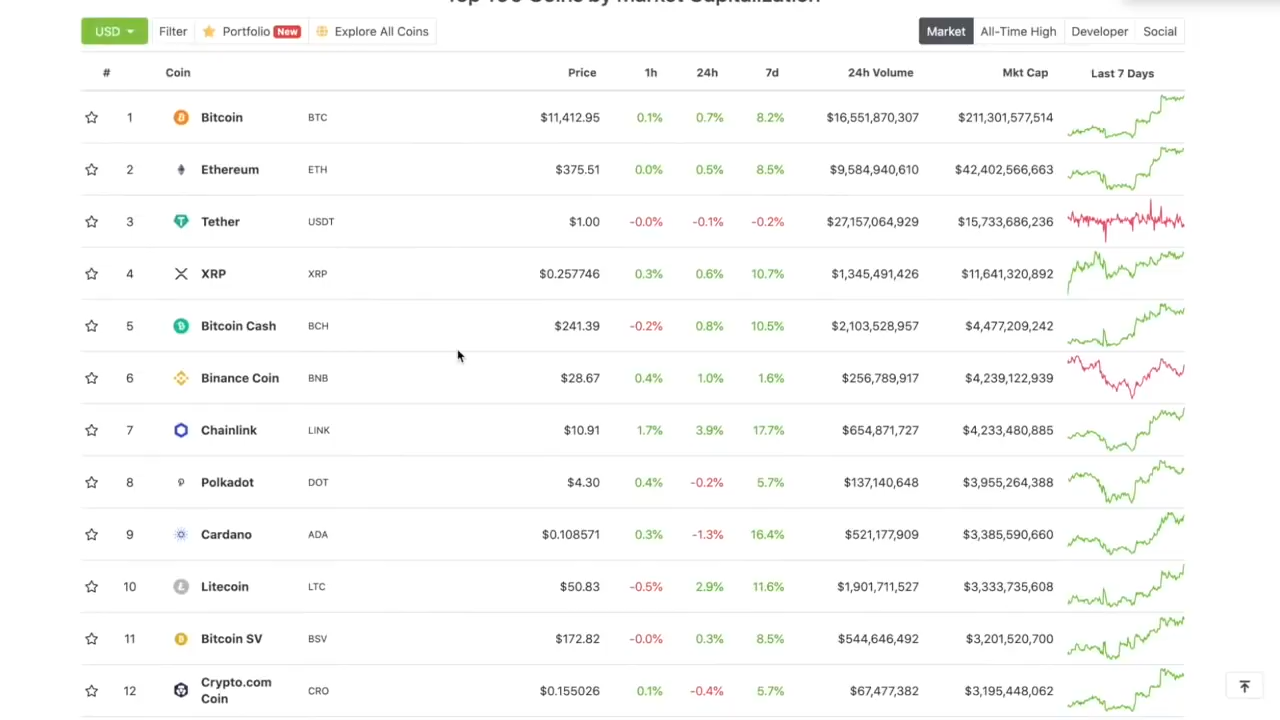 Top 100 Coins by Market Capitalization
USD Filter Portfolio New Explore All Coins Market All-Time High Developer Social
# Coin Price 1h 24h 7d 24h Volume Mkt Cap Last 7 Days
1 Bitcoin BTC $11,412.95 0.1% 0.7% 8.2% $16,551,870,307 $211,301,577,514
2 Ethereum ETH $375.51 0.0% 0.5% 8.5% $9,584,940,610 $42,402,566,663
3 Tether USDT $1.00 -0.0% -0.1% -0.2% $27,157,064,929 $15,733,686,236
4 XRP XRP $0.257746 0.3% 0.6% 10.7% $1,345,491,426 $11,641,320,892
5 Bitcoin Cash BCH $241.39 -0.2% 0.8% 10.5% $2,103,528,957 $4,477,209,242
6 Binance Coin BNB $28.67 0.4% 1.0% 1.6% $256,789,917 $4,239,122,939
7 Chainlink LINK $10.91 1.7% 3.9% 17.7% $654,871,727 $4,233,480,885
8 Polkadot DOT $4.30 0.4% -0.2% 5.7% $137,140,648 $3,955,264,388
9 Cardano ADA $0.108571 0.3% -1.3% 16.4% $521,177,909 $3,385,590,660
10 Litecoin LTC $50.83 -0.5% 2.9% 11.6% $1,901,711,527 $3,333,735,608
11 Bitcoin SV BSV $172.82 -0.0% 0.3% 8.5% $544,646,492 $3,201,520,700
12 Crypto.com Coin CRO $0.155026 0.1% -0.4% 5.7% $67,477,382 $3,195,448,062